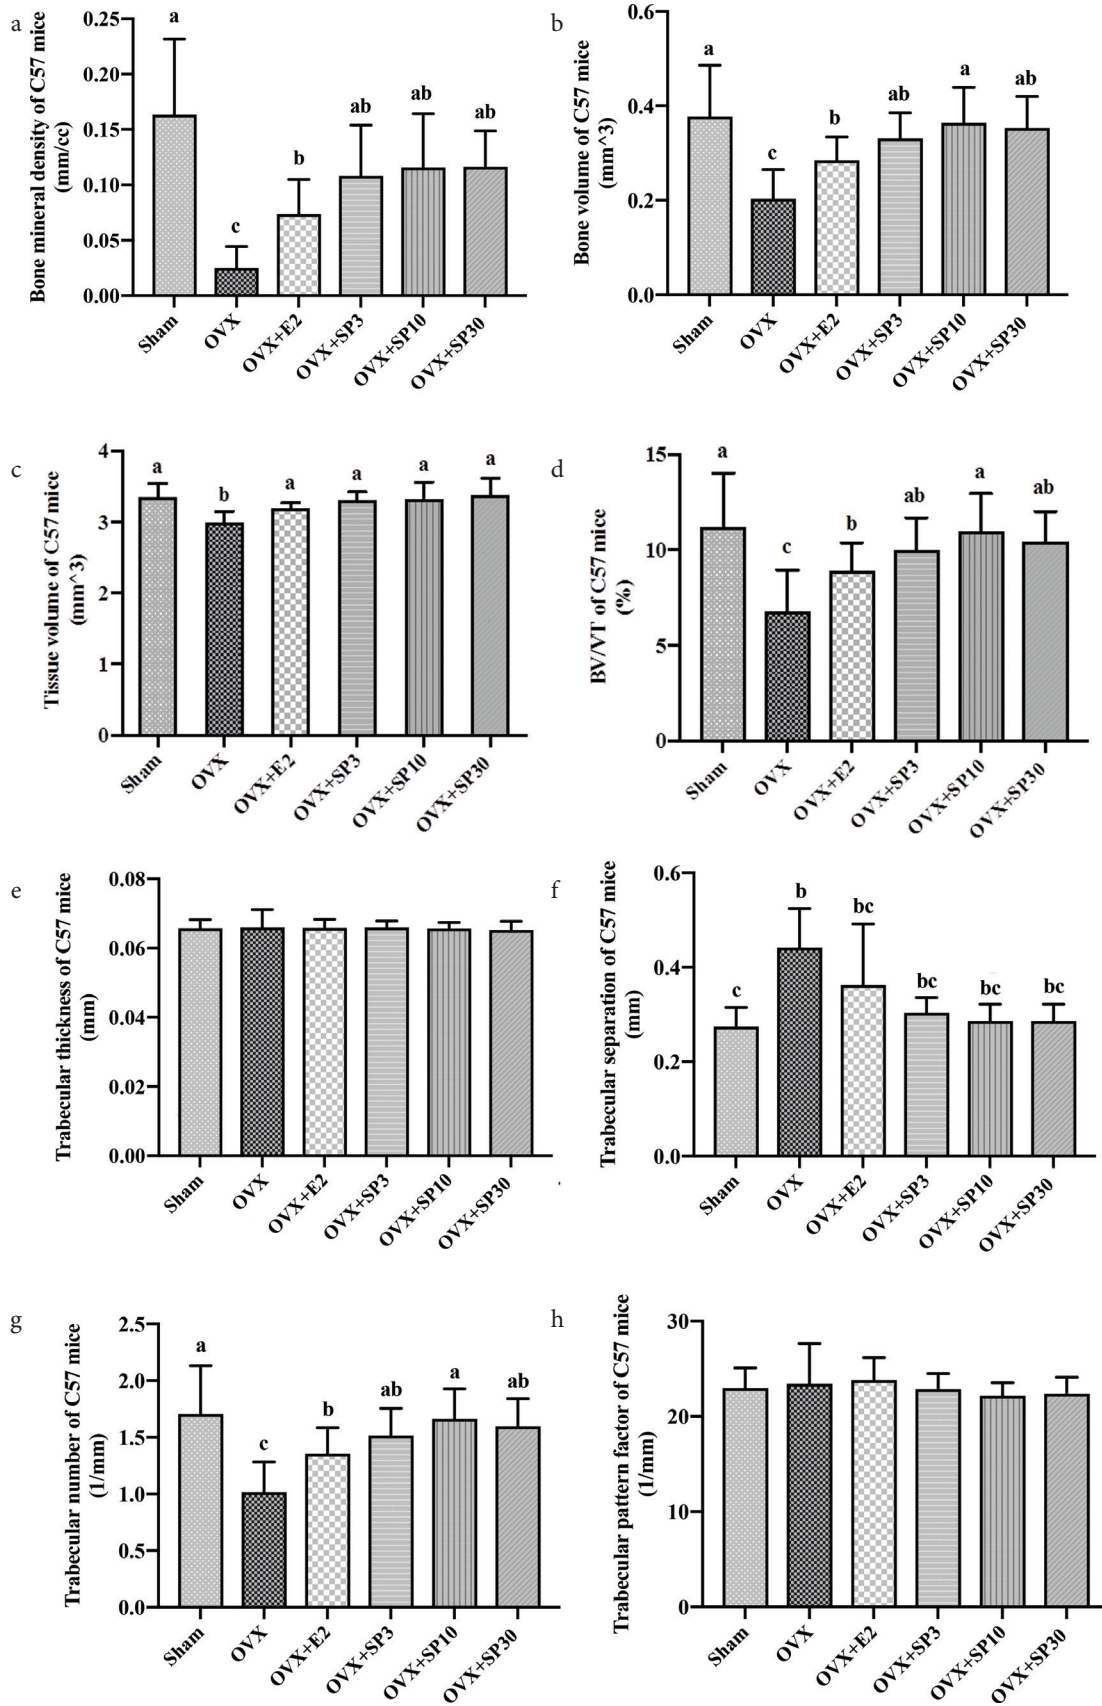 a
Bone mineral density of C57 mice
(mm/cc)
0.25
0.20
0.15
0.10
0.05
0.00
a
c
b
ab
ab
ab
Sham
OVX
OVX+E2
OVX+SP3
OVX+SP10
OVX+SP30
b
Bone volume of C57 mice
(mm^3)
0.6
0.4
0.2
0.0
a
c
b
ab
a
ab
Sham
OVX
OVX+E2
OVX+SP3
OVX+SP10
OVX+SP30
c
Tissue volume of C57 mice
(mm^3)
4
3
2
1
0
a
b
a
a
a
a
Sham
OVX
OVX+E2
OVX+SP3
OVX+SP10
OVX+SP30
d
BV/VT of C57 mice
(%)
15
10
5
0
a
c
b
ab
a
ab
Sham
OVX
OVX+E2
OVX+SP3
OVX+SP10
OVX+SP30
e
Trabecular thickness of C57 mice
(mm)
0.08
0.06
0.04
0.02
0.00
Sham
OVX
OVX+E2
OVX+SP3
OVX+SP10
OVX+SP30
f
Trabecular separation of C57 mice
(mm)
0.6
0.4
0.2
0.0
c
b
bc
bc
bc
bc
Sham
OVX
OVX+E2
OVX+SP3
OVX+SP10
OVX+SP30
g
Trabecular number of C57 mice
(1/mm)
2.5
2.0
1.5
1.0
0.5
0.0
a
c
b
ab
a
ab
Sham
OVX
OVX+E2
OVX+SP3
OVX+SP10
OVX+SP30
h
Trabecular pattern factor of C57 mice
(1/mm)
30
20
10
0
Sham
OVX
OVX+E2
OVX+SP3
OVX+SP10
OVX+SP30